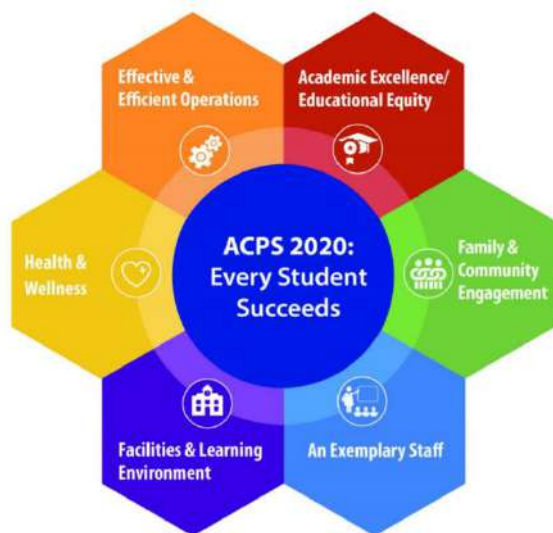 Effective &
Efficient Operations
Academic Excellence/
Educational Equity
Health &
Wellness
ACPS 2020:
Every Student
Succeeds
Family &
Community
Engagement
Facilities & Learning
Environment
An Exemplary Staff